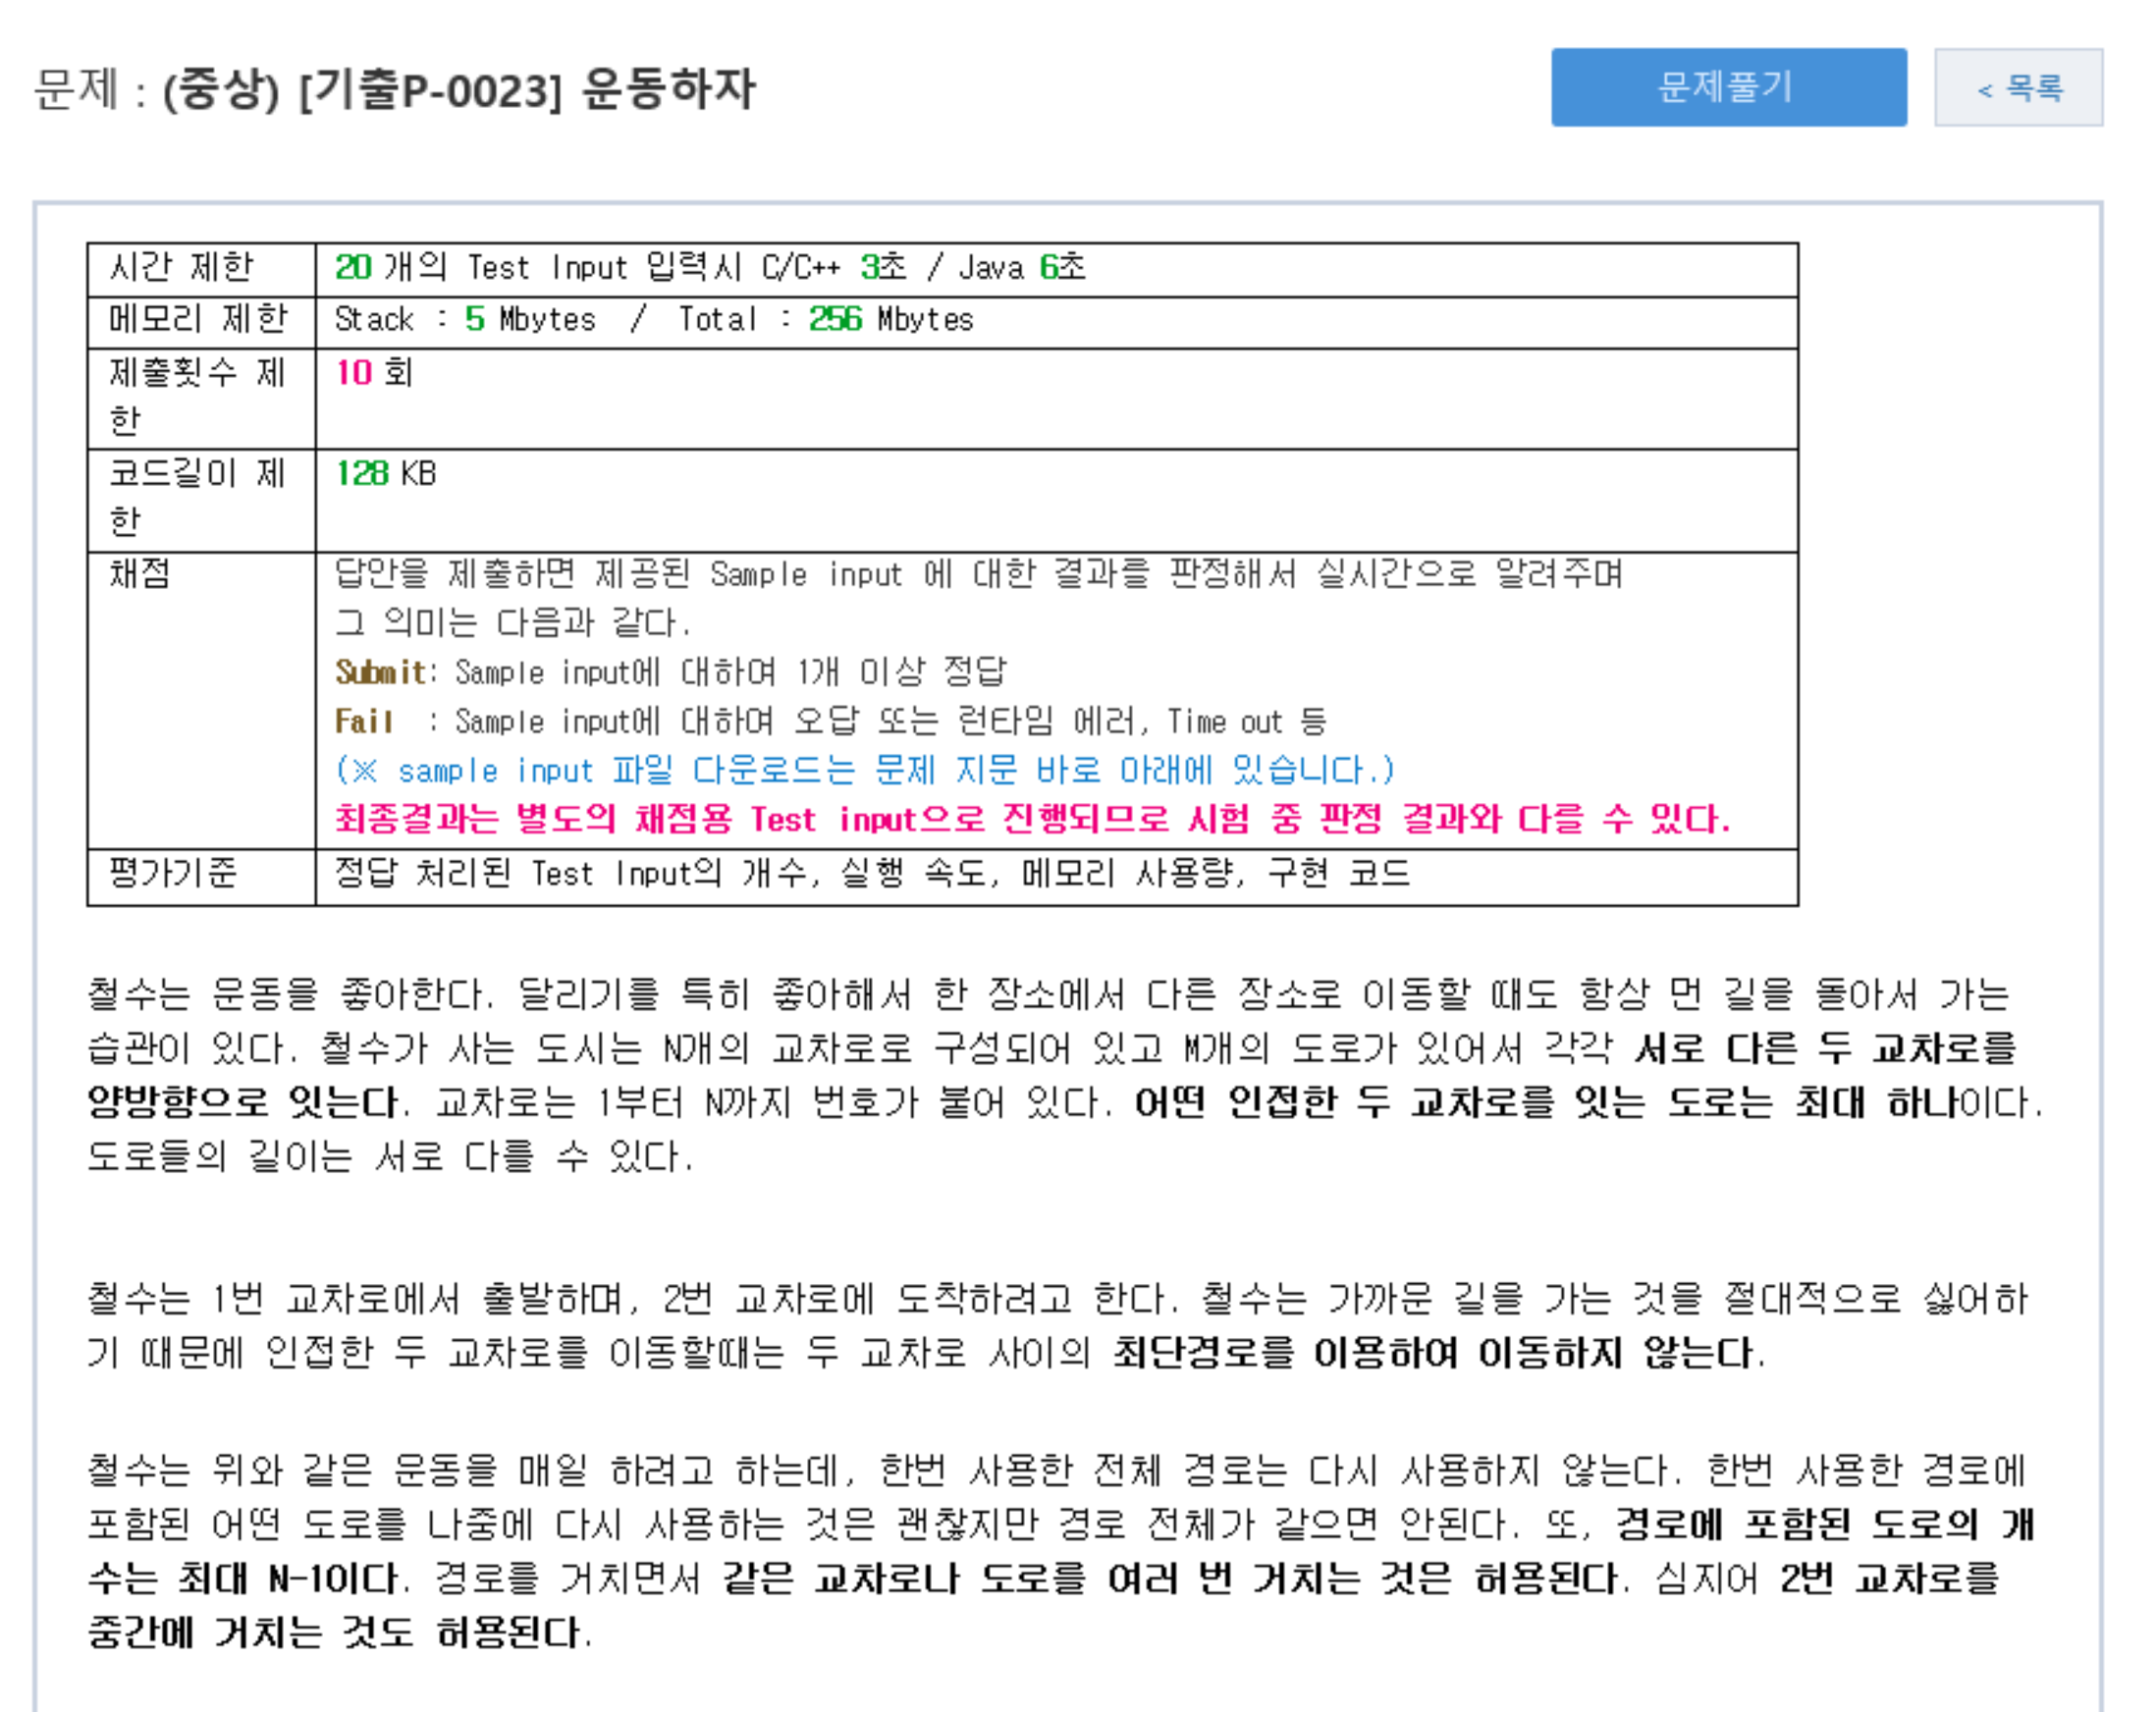 문제 : (중상) [기출P-0023] 운동하자
문제풀기
< 목록
시간 제한
20 개의 Test Input 입력시 C/C++ 3초 / Java 6초
메모리 제한
Stack : 5 Mbytes / Total : 256 Mbytes
제출횟수 제
한
10 회
코드길이 제
한
128 KB
채점
답안을 제출하면 제공된 Sample input 에 대한 결과를 판정해서 실시간으로 알려주며
그 의미는 다음과 같다.
Submit: Sample input에 대하여 1개 이상 정답
Fail : Sample input에 대하여 오답 또는 런타임 에러, Time out 등
(※ sample input 파일 다운로드는 문제 지문 바로 아래에 있습니다.)
최종결과는 별도의 채점용 Test input으로 진행되므로 시험 중 판정 결과와 다를 수 있다.
평가기준
정답 처리된 Test Input의 개수, 실행 속도, 메모리 사용량, 구현 코드
철수는 운동을 좋아한다. 달리기를 특히 좋아해서 한 장소에서 다른 장소로 이동할 때도 항상 먼 길을 돌아서 가는
습관이 있다. 철수가 사는 도시는 N개의 교차로로 구성되어 있고 M개의 도로가 있어서 각각 서로 다른 두 교차로를
양방향으로 잇는다. 교차로는 1부터 N까지 번호가 붙어 있다. 어떤 인접한 두 교차로를 잇는 도로는 최대 하나이다.
도로들의 길이는 서로 다를 수 있다.
철수는 1번 교차로에서 출발하며, 2번 교차로에 도착하려고 한다. 철수는 가까운 길을 가는 것을 절대적으로 싫어하
기 때문에 인접한 두 교차로를 이동할때는 두 교차로 사이의 최단경로를 이용하여 이동하지 않는다.
철수는 위와 같은 운동을 매일 하려고 하는데, 한번 사용한 전체 경로는 다시 사용하지 않는다. 한번 사용한 경로에
포함된 어떤 도로를 나중에 다시 사용하는 것은 괜찮지만 경로 전체가 같으면 안된다. 또, 경로에 포함된 도로의 개
수는 최대 N-1이다. 경로를 거치면서 같은 교차로나 도로를 여러 번 거치는 것은 허용된다. 심지어 2번 교차로를
중간에 거치는 것도 허용된다.